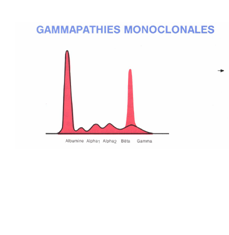 GAMMAPATHIES MONOCLONALES
Albumine Alpha1 Alpha2 Bêta Gamma